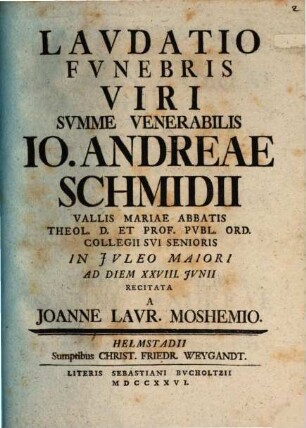 2
LAVDATIO
FVNEBRIS
VIRI
SVMME VENERABILIS
IO. ANDREAE
SCHMIDII
VALLIS MARIAE ABBATIS
THEOL. D. ET PROF. PVBL. ORD.
COLLEGII SVI SENIORIS
IN JVLEO MAIORI
AD DIEM XXVIII. JVNII
RECITATA
A
JOANNE LAVR. MOSHEMIO.
HELMSTADII
Sumptibus CHRIST. FRIEDR. WEYGANDT.
LITERIS SEBASTIANI BVCHOLTZII
MDCCXXVI.